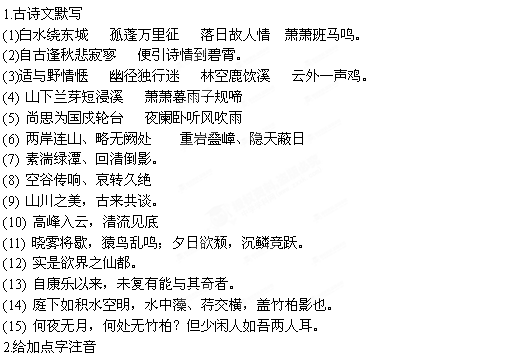 1.古诗文默写
(1)白水绕东城 孤蓬万里征 落日故人情 萧萧班马鸣。
(2)自古逢秋悲寂寥 便引诗情到碧霄。
(3)适与野情惬 幽径独行迷 林空鹿饮溪 云外一声鸡。
(4) 山下兰芽短浸溪 萧萧暮雨子规啼
(5) 尚思为国戍轮台 夜阑卧听风吹雨
(6) 两岸连山、略无阙处 重岩叠嶂、隐天蔽日
(7) 素湍绿潭、回清倒影。
(8) 空谷传响、哀转久绝
(9) 山川之美，古来共谈。
(10) 高峰入云，清流见底
(11) 晓雾将歇，猿鸟乱鸣；夕日欲颓，沉鳞竞跃。
(12) 实是欲界之仙都。
(13) 自康乐以来，未复有能与其奇者。
(14) 庭下如积水空明，水中藻、荇交横，盖竹柏影也。
(15) 何夜无月，何处无竹柏？但少闲人如吾两人耳。
2.给加点字注音